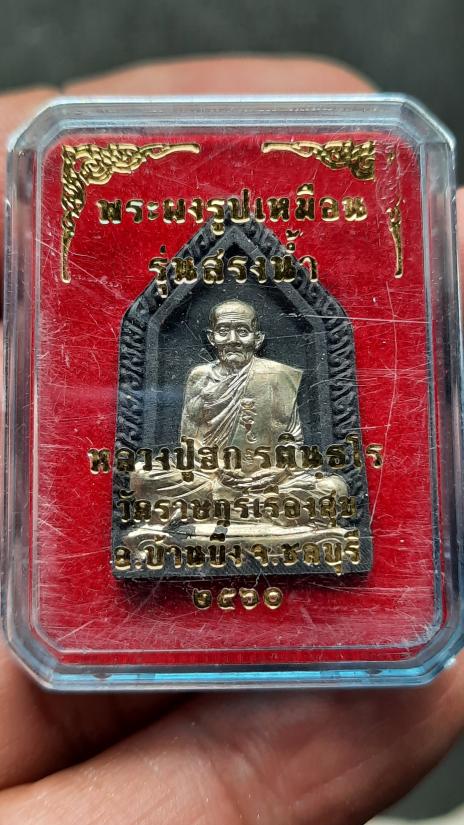 พระผงรูปเหมือน
รุ่นสรงน้ำ
หลวงปู่ฮก รตินฺธโร
วัดราษฎร์เรืองสุข
อ.บ้านบึง จ.ชลบุรี
๒๕๖๐